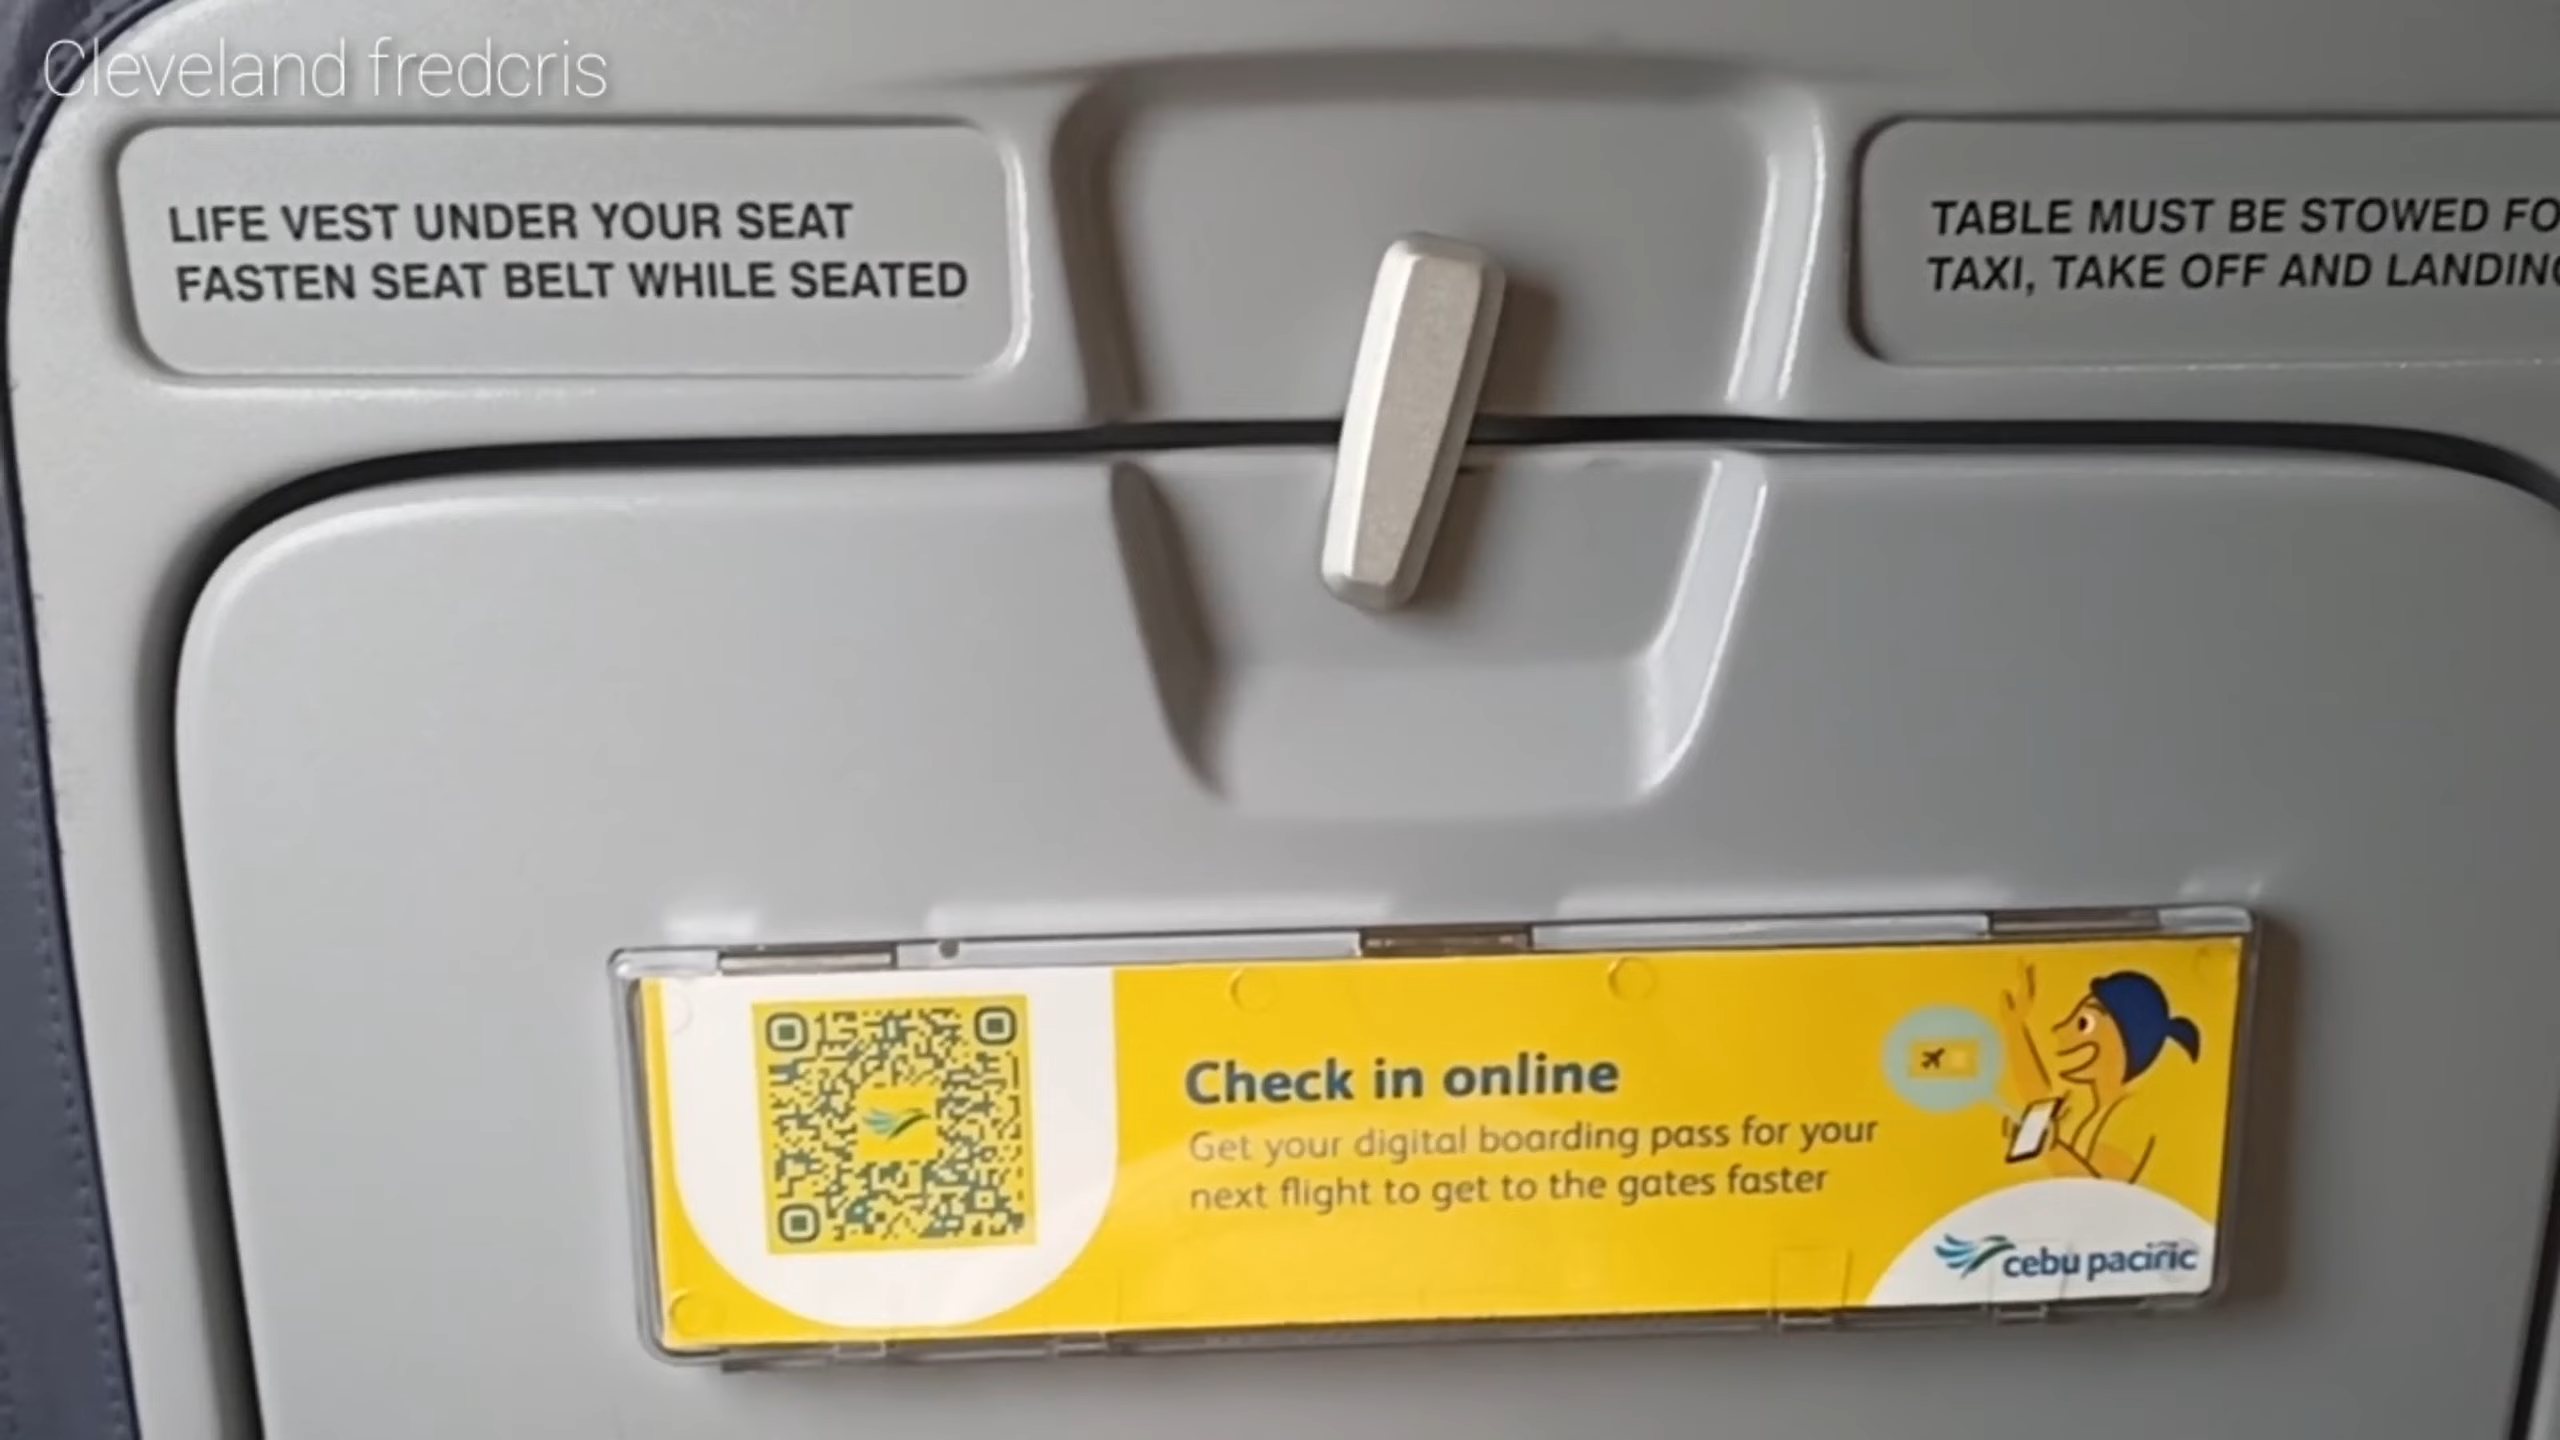 Cleveland fredcris
LIFE VEST UNDER YOUR SEAT
FASTEN SEAT BELT WHILE SEATED
TABLE MUST BE STOWED FO
TAXI, TAKE OFF AND LANDING
Check in online
Get your digital boarding pass for your
next flight to get to the gates faster
cebu pacific